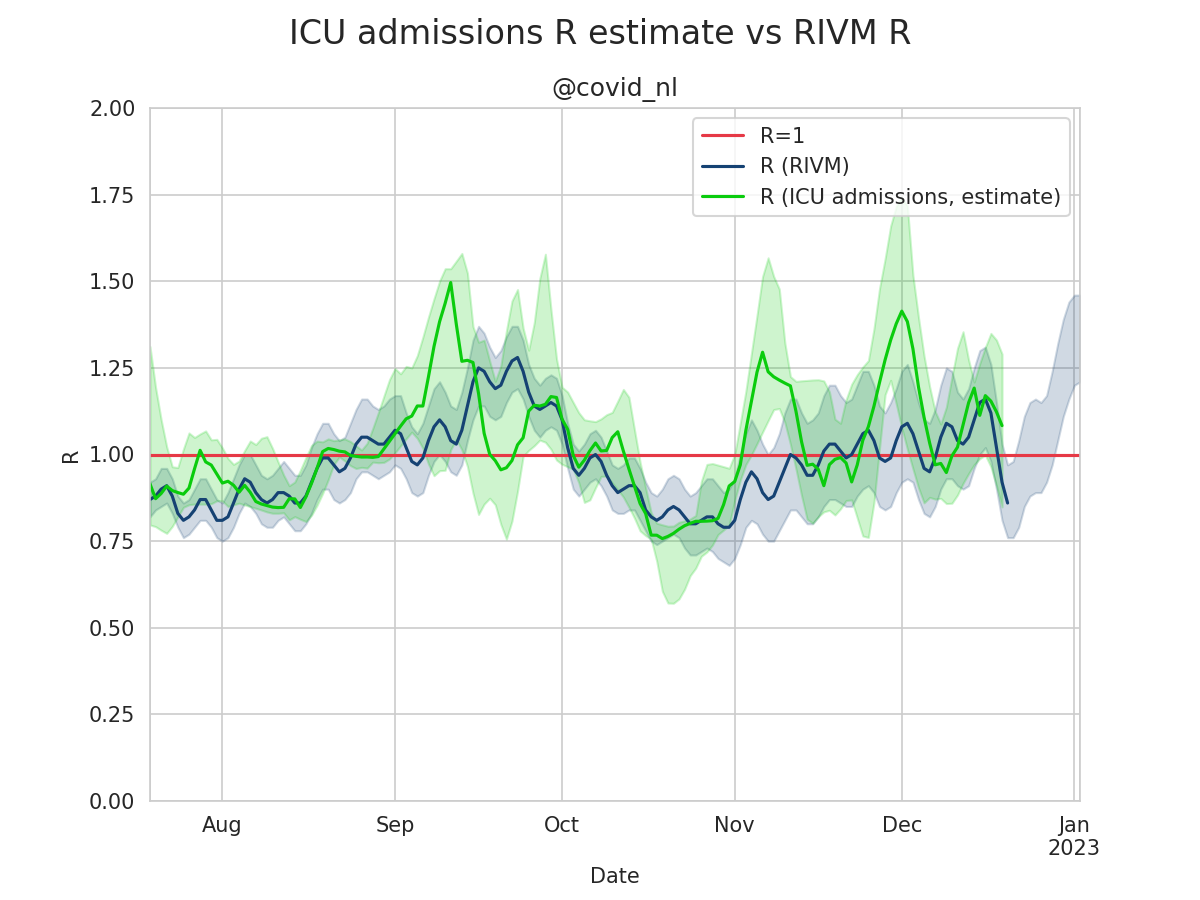 ICU admissions R estimate vs RIVM R
@covid_nl
R=1
R (RIVM)
R (ICU admissions, estimate)
2.00
1.75
1.50
1.25
1.00
0.75
0.50
0.25
0.00
R
Aug Sep Oct Nov Dec Jan
2023
Date